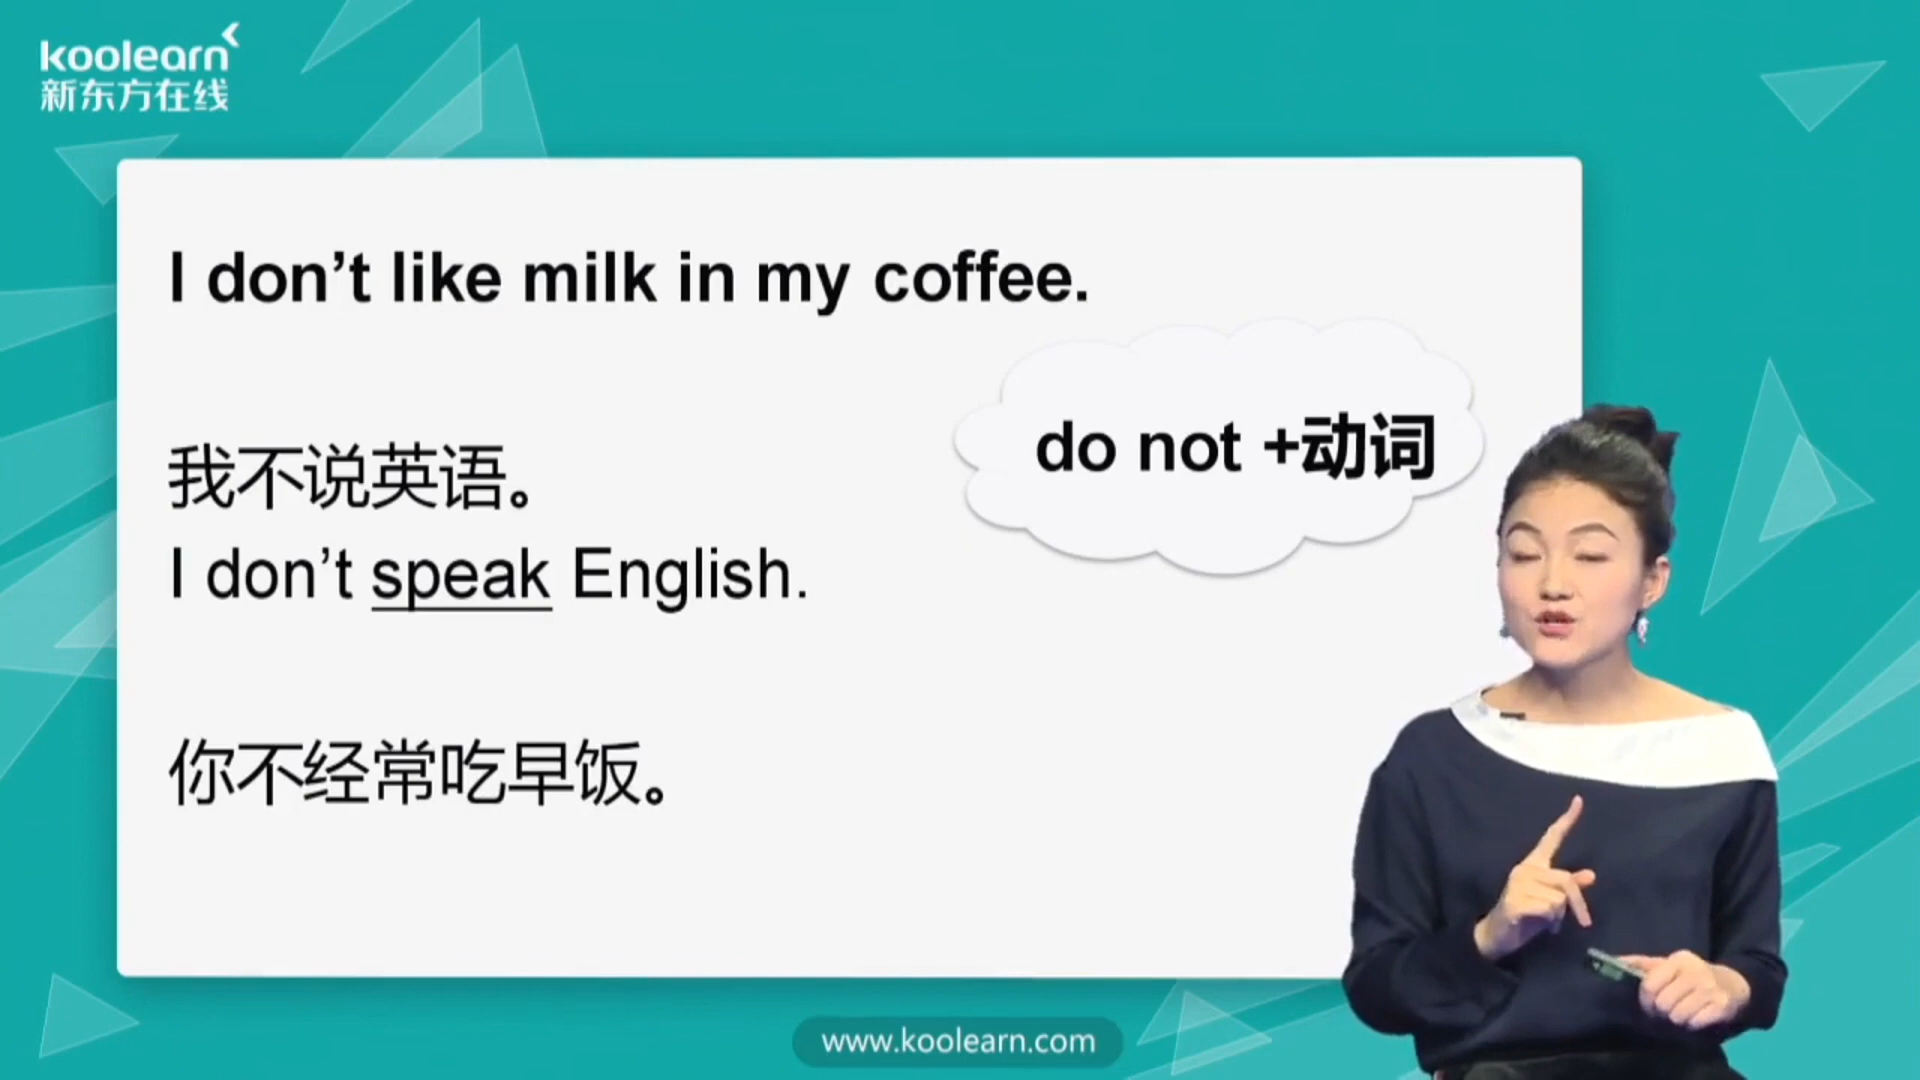 koolearn
新东方在线
I don’t like milk in my coffee.
do not +动词
我不说英语。
I don’t speak English.
你不经常吃早饭。
www.koolearn.com